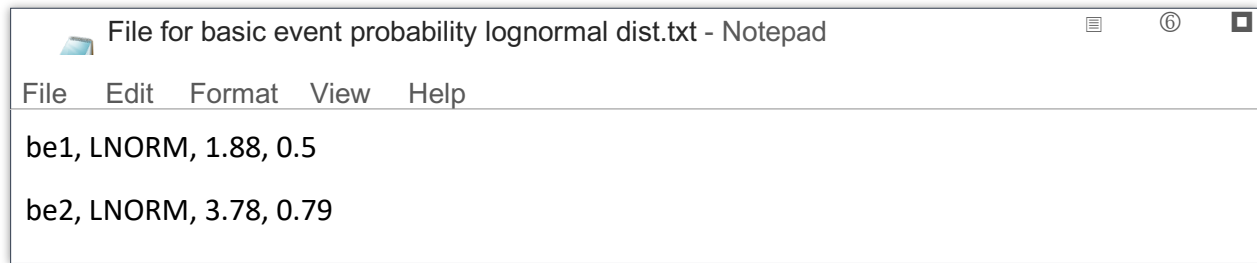 File for basic event probability lognormal dist.txt - Notepad ⑥
File Edit Format View Help
be1, LNORM, 1.88, 0.5
be2, LNORM, 3.78, 0.79